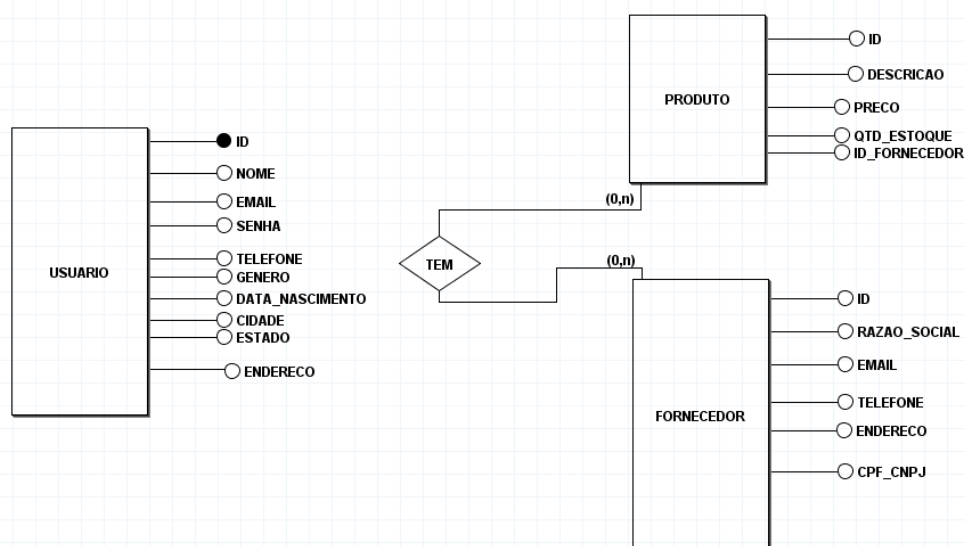 USUARIO
ID
NOME
EMAIL
SENHA
TELEFONE
GENERO
DATA_NASCIMENTO
CIDADE
ESTADO
ENDERECO
TEM
(0,n)
(0,n)
PRODUTO
ID
DESCRICAO
PRECO
QTD_ESTOQUE
ID_FORNECEDOR
FORNECEDOR
ID
RAZAO_SOCIAL
EMAIL
TELEFONE
ENDERECO
CPF_CNPJ